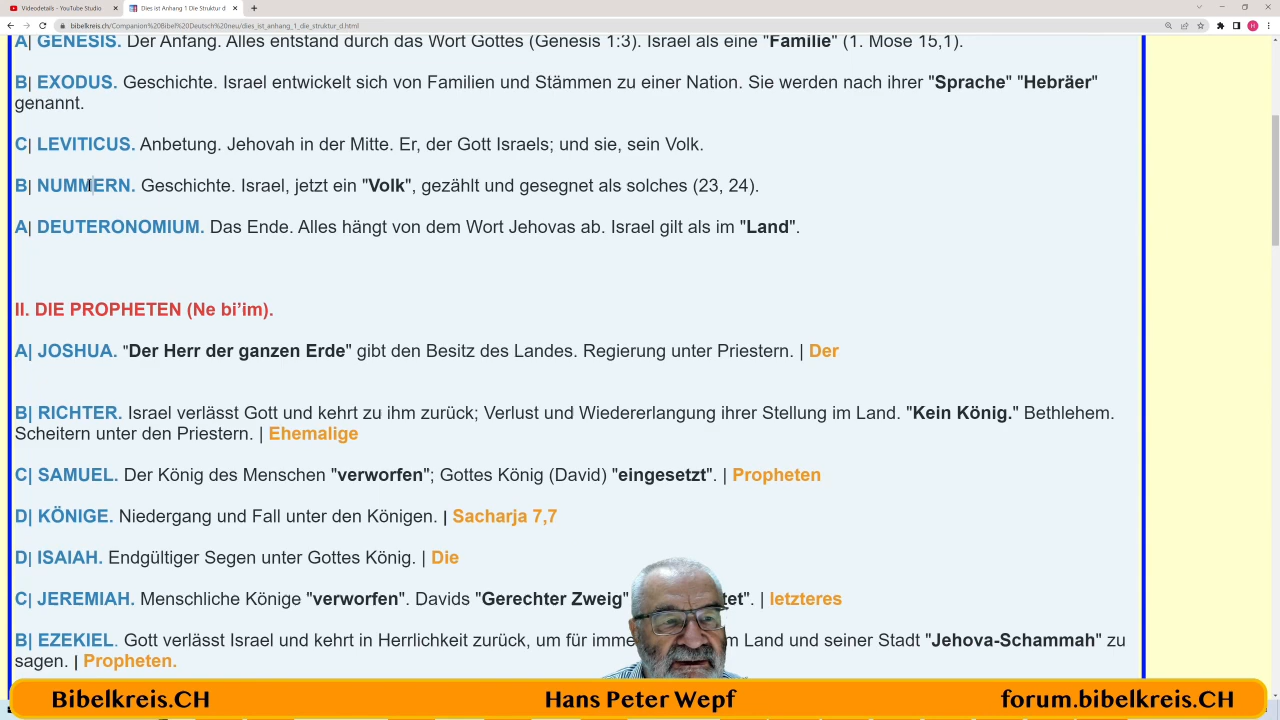 Videodetails - YouTube Studio
Dies ist Anhang 1 Die Struktur d
bibelkreis.ch/Companion%20Bibel%20Deutsch%20neu/dies_ist_anhang_1_die_struktur_d.html
A| GENESIS. Der Anfang. Alles entstand durch das Wort Gottes (Genesis 1:3). Israel als eine "Familie" (1. Mose 15,1).
B| EXODUS. Geschichte. Israel entwickelt sich von Familien und Stämmen zu einer Nation. Sie werden nach ihrer "Sprache" "Hebräer"
genannt.
C| LEVITICUS. Anbetung. Jehovah in der Mitte. Er, der Gott Israels; und sie, sein Volk.
B| NUMMERN. Geschichte. Israel, jetzt ein "Volk", gezählt und gesegnet als solches (23, 24).
A| DEUTERONOMIUM. Das Ende. Alles hängt von dem Wort Jehovas ab. Israel gilt als im "Land".
II. DIE PROPHETEN (Ne bi’im).
A| JOSHUA. "Der Herr der ganzen Erde" gibt den Besitz des Landes. Regierung unter Priestern. | Der
B| RICHTER. Israel verlässt Gott und kehrt zu ihm zurück; Verlust und Wiedererlangung ihrer Stellung im Land. "Kein König." Bethlehem.
Scheitern unter den Priestern. | Ehemalige
C| SAMUEL. Der König des Menschen "verworfen"; Gottes König (David) "eingesetzt". | Propheten
D| KÖNIGE. Niedergang und Fall unter den Königen. | Sacharja 7,7
D| ISAIAH. Endgültiger Segen unter Gottes König. | Die
C| JEREMIAH. Menschliche Könige "verworfen". Davids "Gerechter Zweig" tet". | letzteres
B| EZEKIEL. Gott verlässt Israel und kehrt in Herrlichkeit zurück, um für imme m Land und seiner Stadt "Jehova-Schammah" zu
sagen. | Propheten.
Bibelkreis.CH Hans Peter Wepf forum.bibelkreis.CH